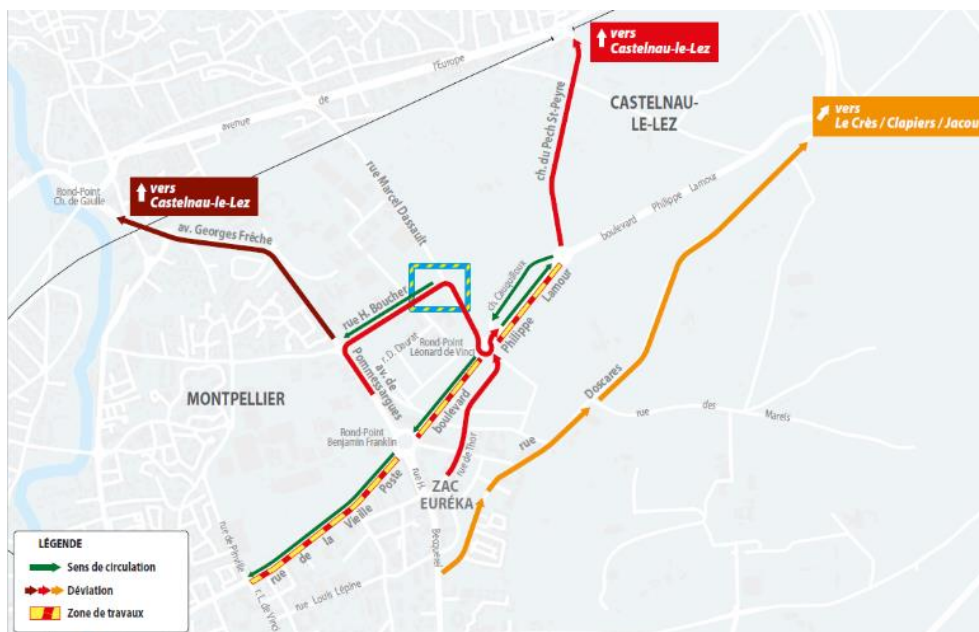 vers
Castelnau-le-Lez
l'Europe
de
avenue
CASTELNAU-
LE-LEZ
ch. du Pech St-Peyre
vers
Le Crès / Clapiers / Jacou
rue Marcel Dassault
Rond-Point
Ch. de Gaulle
vers
Castelnau-le-Lez
av. Georges Frêche
boulevard Philippe Lamour
ch. Cauquilloux
rue H. Boucher
Philippe Lamour
r. D. Daurat
Rond-Point
Léonard de Vinci
av. de
Pommessargues
MONTPELLIER
boulevard
Doscares
rue des Marels
Rond-Point
Benjamin Franklin
rue
rue de Thor
rue H.
ZAC
EURÉKA
Becquerel
rue de la Vieille Poste
rue de Pinville
r. L. de Vinci
rue Louis Lépine
LÉGENDE
Sens de circulation
Déviation
Zone de travaux